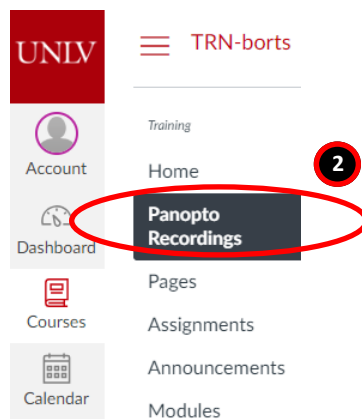 UNLV
TRN-borts
Account
Dashboard
Courses
Calendar
Training
Home
2
Panopto
Recordings
Pages
Assignments
Announcements
Modules